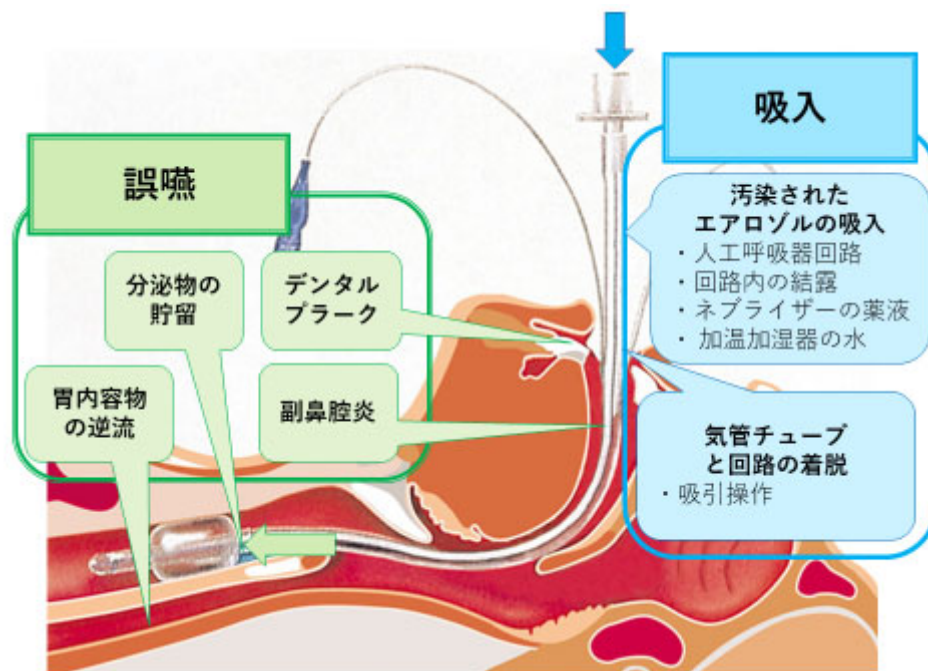 吸入
誤嚥
汚染された
エアロゾルの吸入
・人工呼吸器回路
・回路内の結露
・ネブライザーの薬液
・加温加湿器の水
分泌物の
貯留
デンタル
プラーク
胃内容物
の逆流
副鼻腔炎
気管チューブ
と回路の着脱
・吸引操作